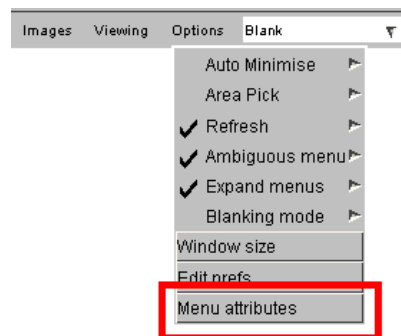 Images Viewing Options Blank
Auto Minimise
Area Pick
Refresh
Ambiguous menu
Expand menus
Blanking mode
Window size
Edit prefs
Menu attributes